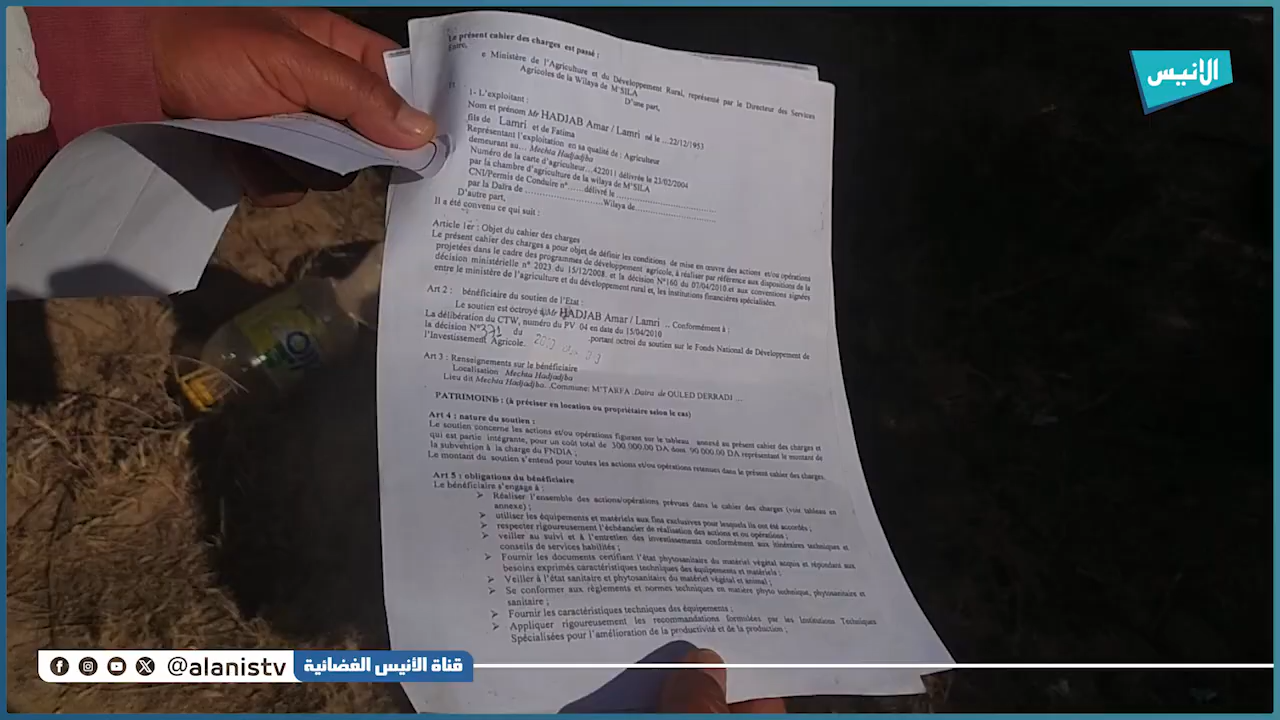 الانيس
Le présent cahier des charges est passé :
Entre,
e Ministère de l'Agriculture et du Développement Rural, représenté par le Directeur des Services
Agricoles de la Wilaya de M'SILA
D'une part,
1- L'exploitant :
Nom et prénom Mr HADJAB Amar / Lamri né le ...22/12/1953
fils de Lamri et de Fatima
Représentant l'exploitation en sa qualité de : Agriculteur
demeurant au... Mechta Hadjadjba
Numéro de la carte d'agriculteur...422011 délivrée le 23/02/2004
par la chambre d'agriculture de la wilaya de M'SILA
CNI/Permis de Conduire n°......délivré le ..........................
par la Daïra de ........................Wilaya de........................
D'autre part,
Il a été convenu ce qui suit :
Article 1er : Objet du cahier des charges
Le présent cahier des charges a pour objet de définir les conditions de mise en œuvre des actions et/ou opérations
projetées dans le cadre des programmes de développement agricole, à réaliser par référence aux dispositions de la
décision ministérielle n° 2023 du 15/12/2008, et la décision N°160 du 07/04/2010 et aux conventions signées
entre le ministère de l'agriculture et du développement rural et, les institutions financières spécialisées.
Art 2 : bénéficiaire du soutien de l'Etat :
Le soutien est octroyé à Mr HADJAB Amar / Lamri .. Conformément à :
La délibération du CTW, numéro du PV 04 en date du 15/04/2010
la décision N°371 du .portant octroi du soutien sur le Fonds National de Développement de
l'Investissement Agricole.
Art 3 : Renseignements sur le bénéficiaire
Localisation Mechta Hadjadjba
Lieu dit Mechta Hadjadjba. .Commune: M'TARFA .Daïra de OULED DERRADJ ...
PATRIMOINE : (à préciser en location ou propriétaire selon le cas)
Art 4 : nature du soutien :
Le soutien concerne les actions et/ou opérations figurant sur le tableau annexé au présent cahier des charges et
qui est partie intégrante, pour un coût total de 300.000.00 DA dont 90 000.00 DA représentant le montant de
la subvention à la charge du FNDIA ;
Le montant du soutien s'entend pour toutes les actions et/ou opérations retenues dans le présent cahier des charges.
Art 5 : obligations du bénéficiaire
Le bénéficiaire s'engage à :
➢ Réaliser l'ensemble des actions/opérations prévues dans le cahier des charges (voir tableau en
annexe) ;
➢ utiliser les équipements et matériels aux fins exclusives pour lesquels ils ont été accordés ;
➢ respecter rigoureusement l'échéancier de réalisation des actions et ou opérations ;
➢ veiller au suivi et à l'entretien des investissements conformément aux itinéraires techniques et
conseils de services habilités ;
➢ Fournir les documents certifiant l'état phytosanitaire du matériel végétal acquis et répondant aux
besoins exprimés caractéristiques techniques des équipements et matériels ;
➢ Veiller à l'état sanitaire et phytosanitaire du matériel végétal et animal ;
➢ Se conformer aux règlements et normes techniques en matière phyto technique, phytosanitaire et
sanitaire ;
➢ Fournir les caractéristiques techniques des équipements ;
➢ Appliquer rigoureusement les recommandations formulées par les Institutions Techniques
Spécialisées pour l'amélioration de la productivité et de la production ;
@alanistv قناة الأنيس الفضائية